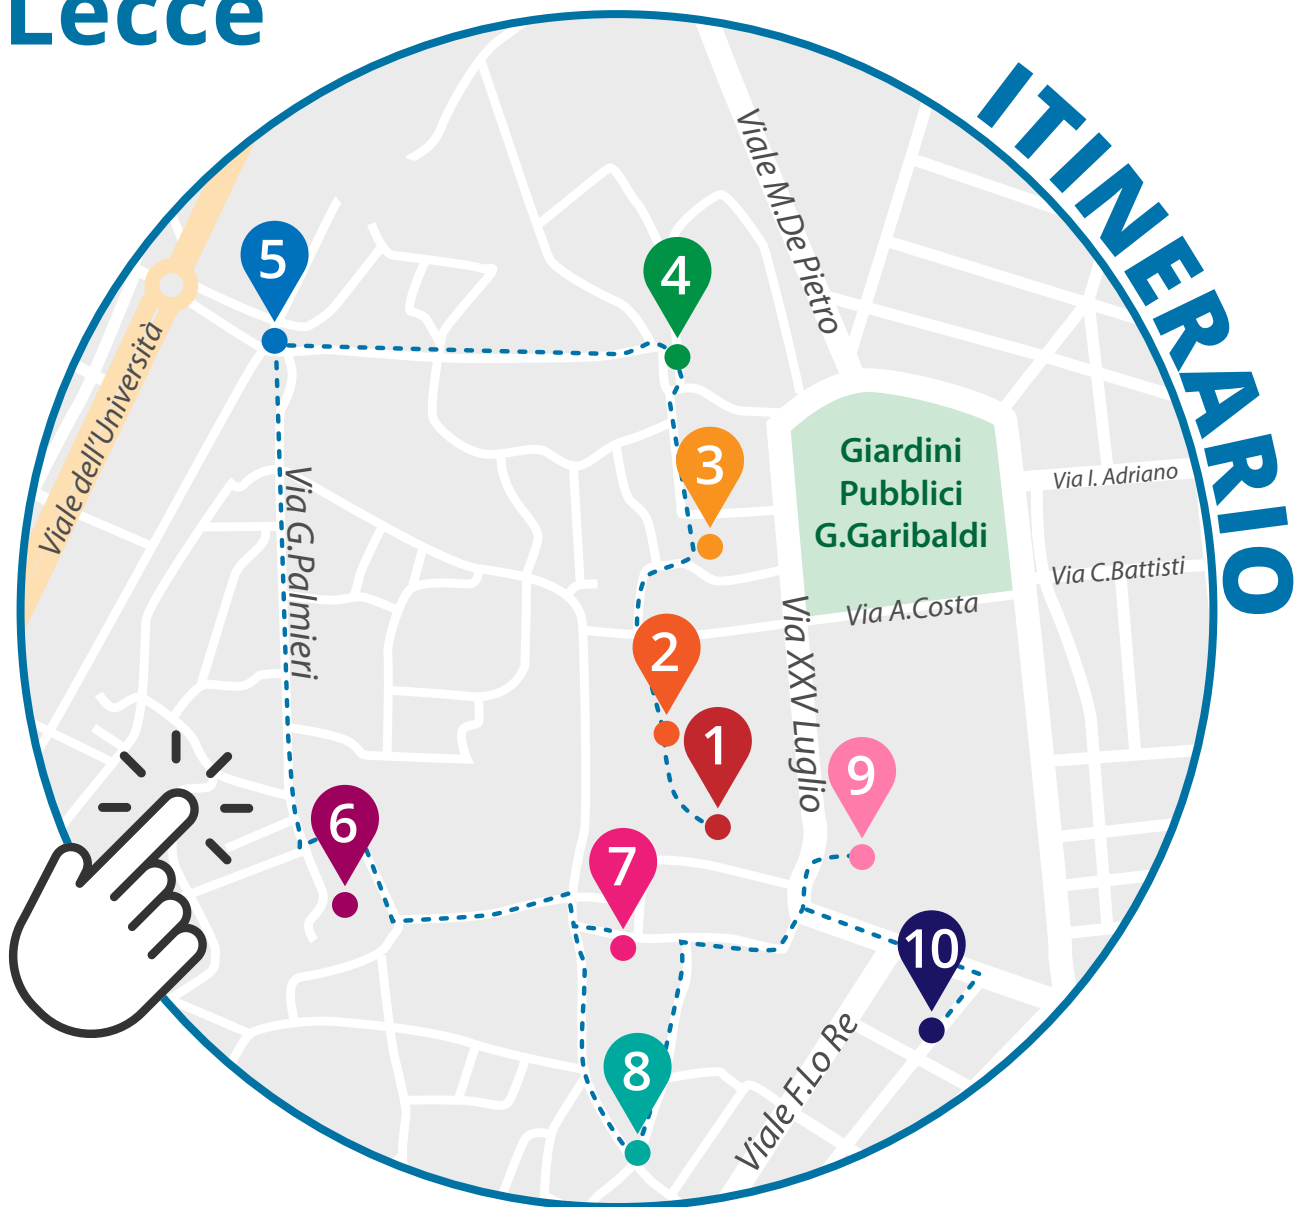 Lecce
ITINERARIO
Viale M.De Pietro
5
4
Viale dell'Università
3
Giardini
Pubblici
G.Garibaldi
Via I. Adriano
Via G.Palmieri
Via C.Battisti
Via A.Costa
2
Via XXV Luglio
1
9
6
7
10
8
Viale F.Lo Re